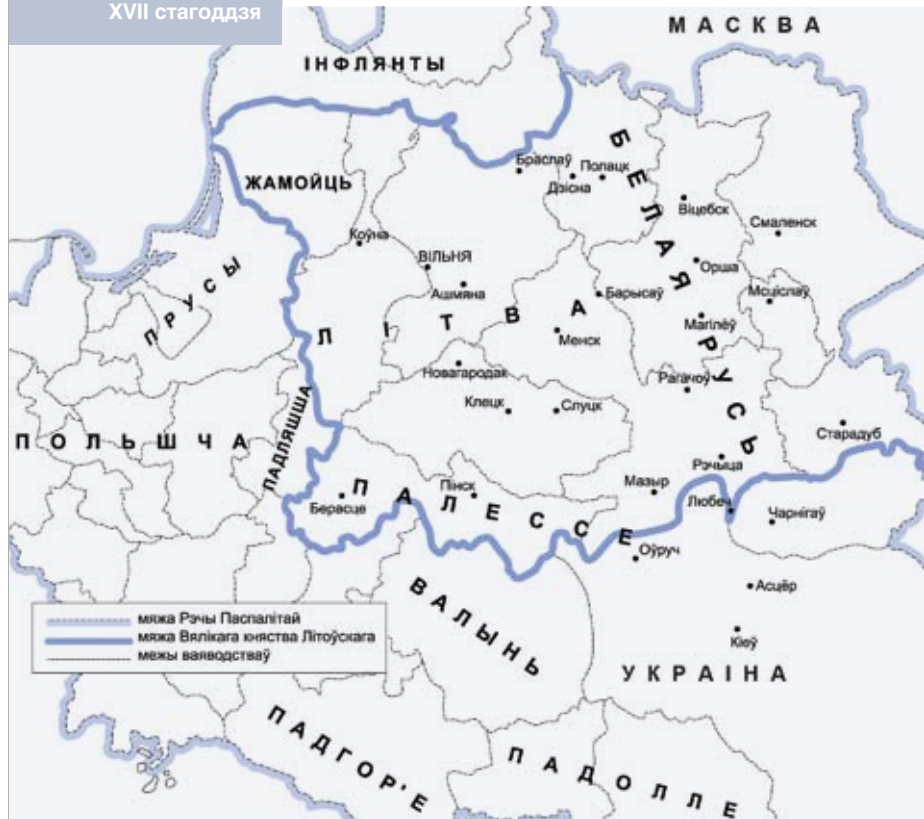 XVII стагоддзя
МАСКВА
ІНФЛЯНТЫ
БЕЛАЯ РУСЬ
Браслаў
Полацк
Дзісна
ЖАМОЙЦЬ
Віцебск
Смаленск
Коўна
ВІЛЬНЯ
Орша
Ашмяна
Барысаў
Мсціслаў
ПРУСЫ
ЛІТВА
Магілёў
Менск
Новагародак
Рагачоў
Клецк
Слуцк
ПАДЛЯШША
ПОЛЬШЧА
Старадуб
Рэчыца
Пінск
Мазыр
Берасце
ПАЛЕССЕ
Любеч
Чарнігаў
Оўруч
Асцёр
ВАЛЫНЬ
мяжа Рэчы Паспалітай
мяжа Вялікага княства Літоўскага
межы ваяводстваў
Кіеў
УКРАІНА
ПАДГОР'Е
ПАДОЛЛЕ